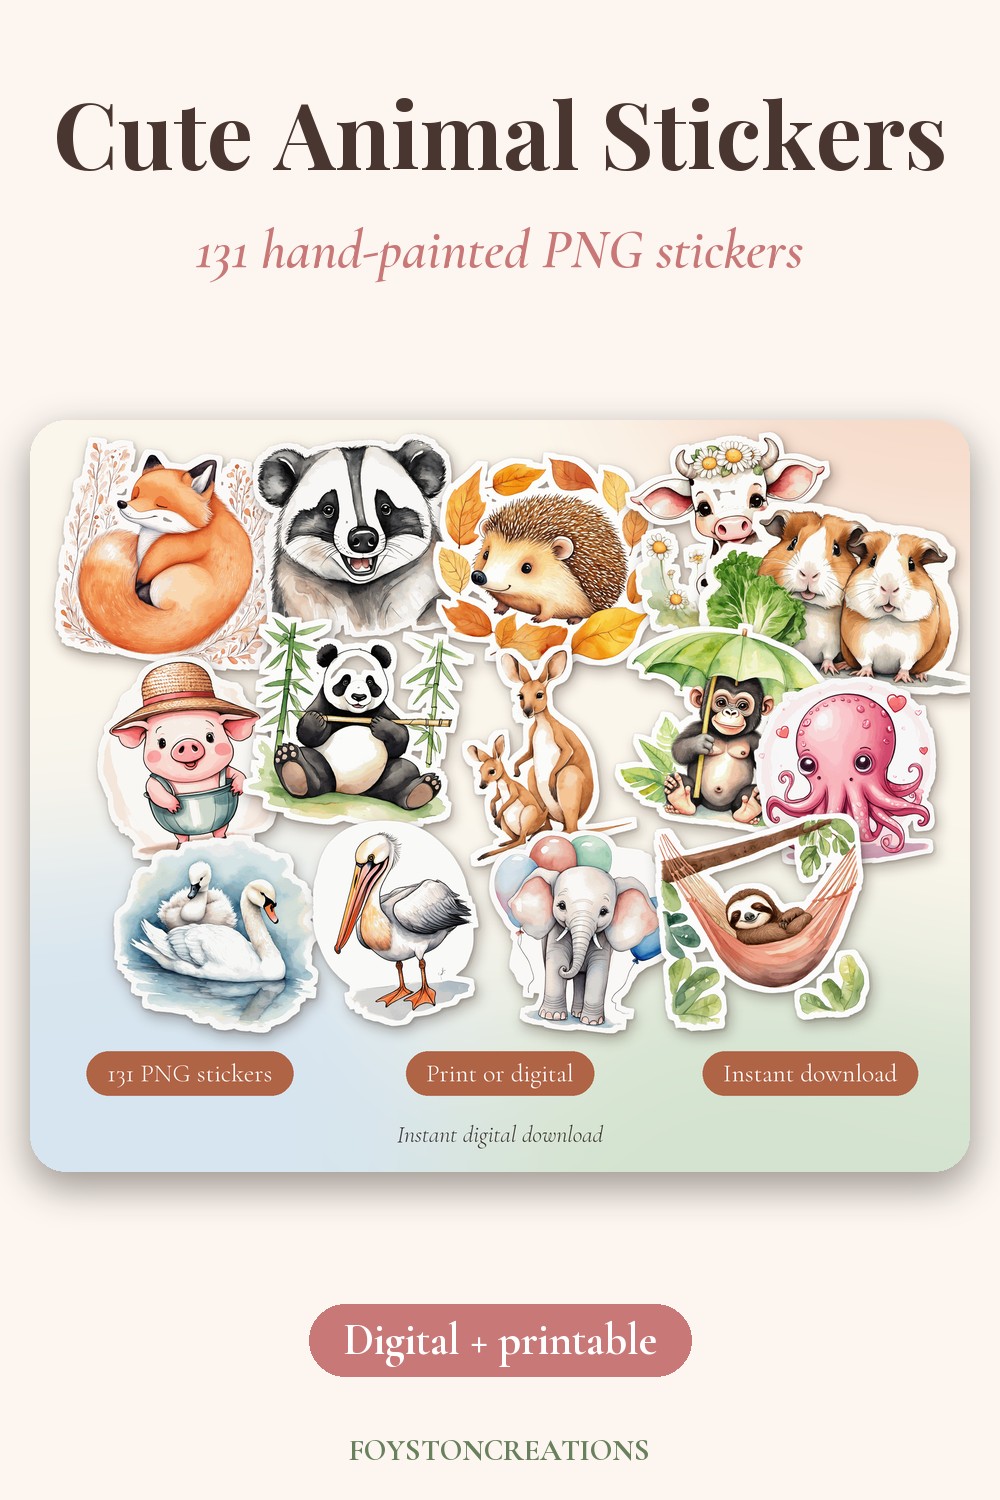 Cute Animal Stickers
131 hand-painted PNG stickers
131 PNG stickers
Print or digital
Instant download
Instant digital download
Digital + printable
FOYSTONCREATIONS